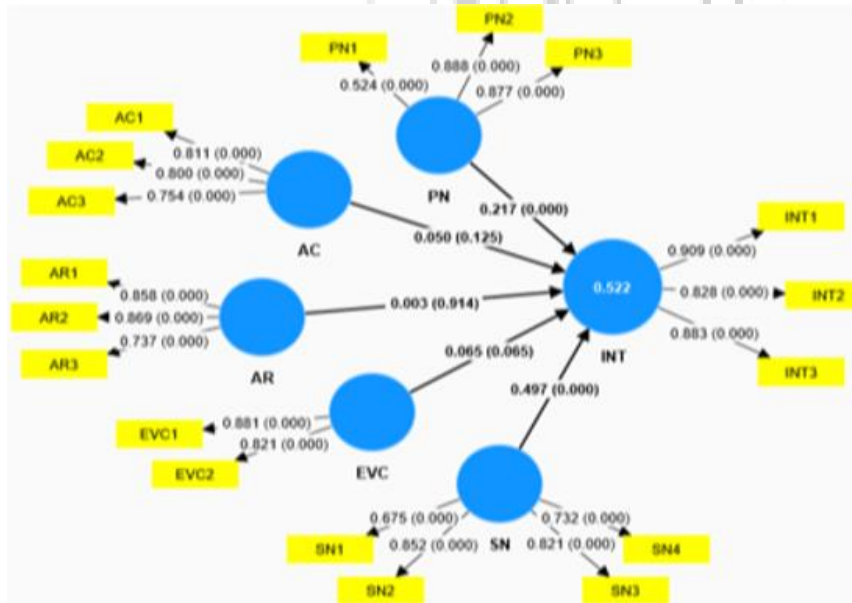 PN2
PN1
PN3
0.888 (0.000)
0.524 (0.000)
0.877 (0.000)
PN
AC1
AC2
AC3
0.811 (0.000)
0.800 (0.000)
0.754 (0.000)
AC
0.217 (0.000)
0.050 (0.125)
AR1
AR2
AR3
0.858 (0.000)
0.869 (0.000)
0.737 (0.000)
AR
0.003 (0.914)
0.522
INT
0.909 (0.000)
0.828 (0.000)
0.883 (0.000)
INT1
INT2
INT3
0.065 (0.065)
0.497 (0.000)
EVC1
EVC2
0.881 (0.000)
0.821 (0.000)
EVC
0.675 (0.000)
0.852 (0.000)
SN
0.732 (0.000)
0.821 (0.000)
SN1
SN2
SN3
SN4